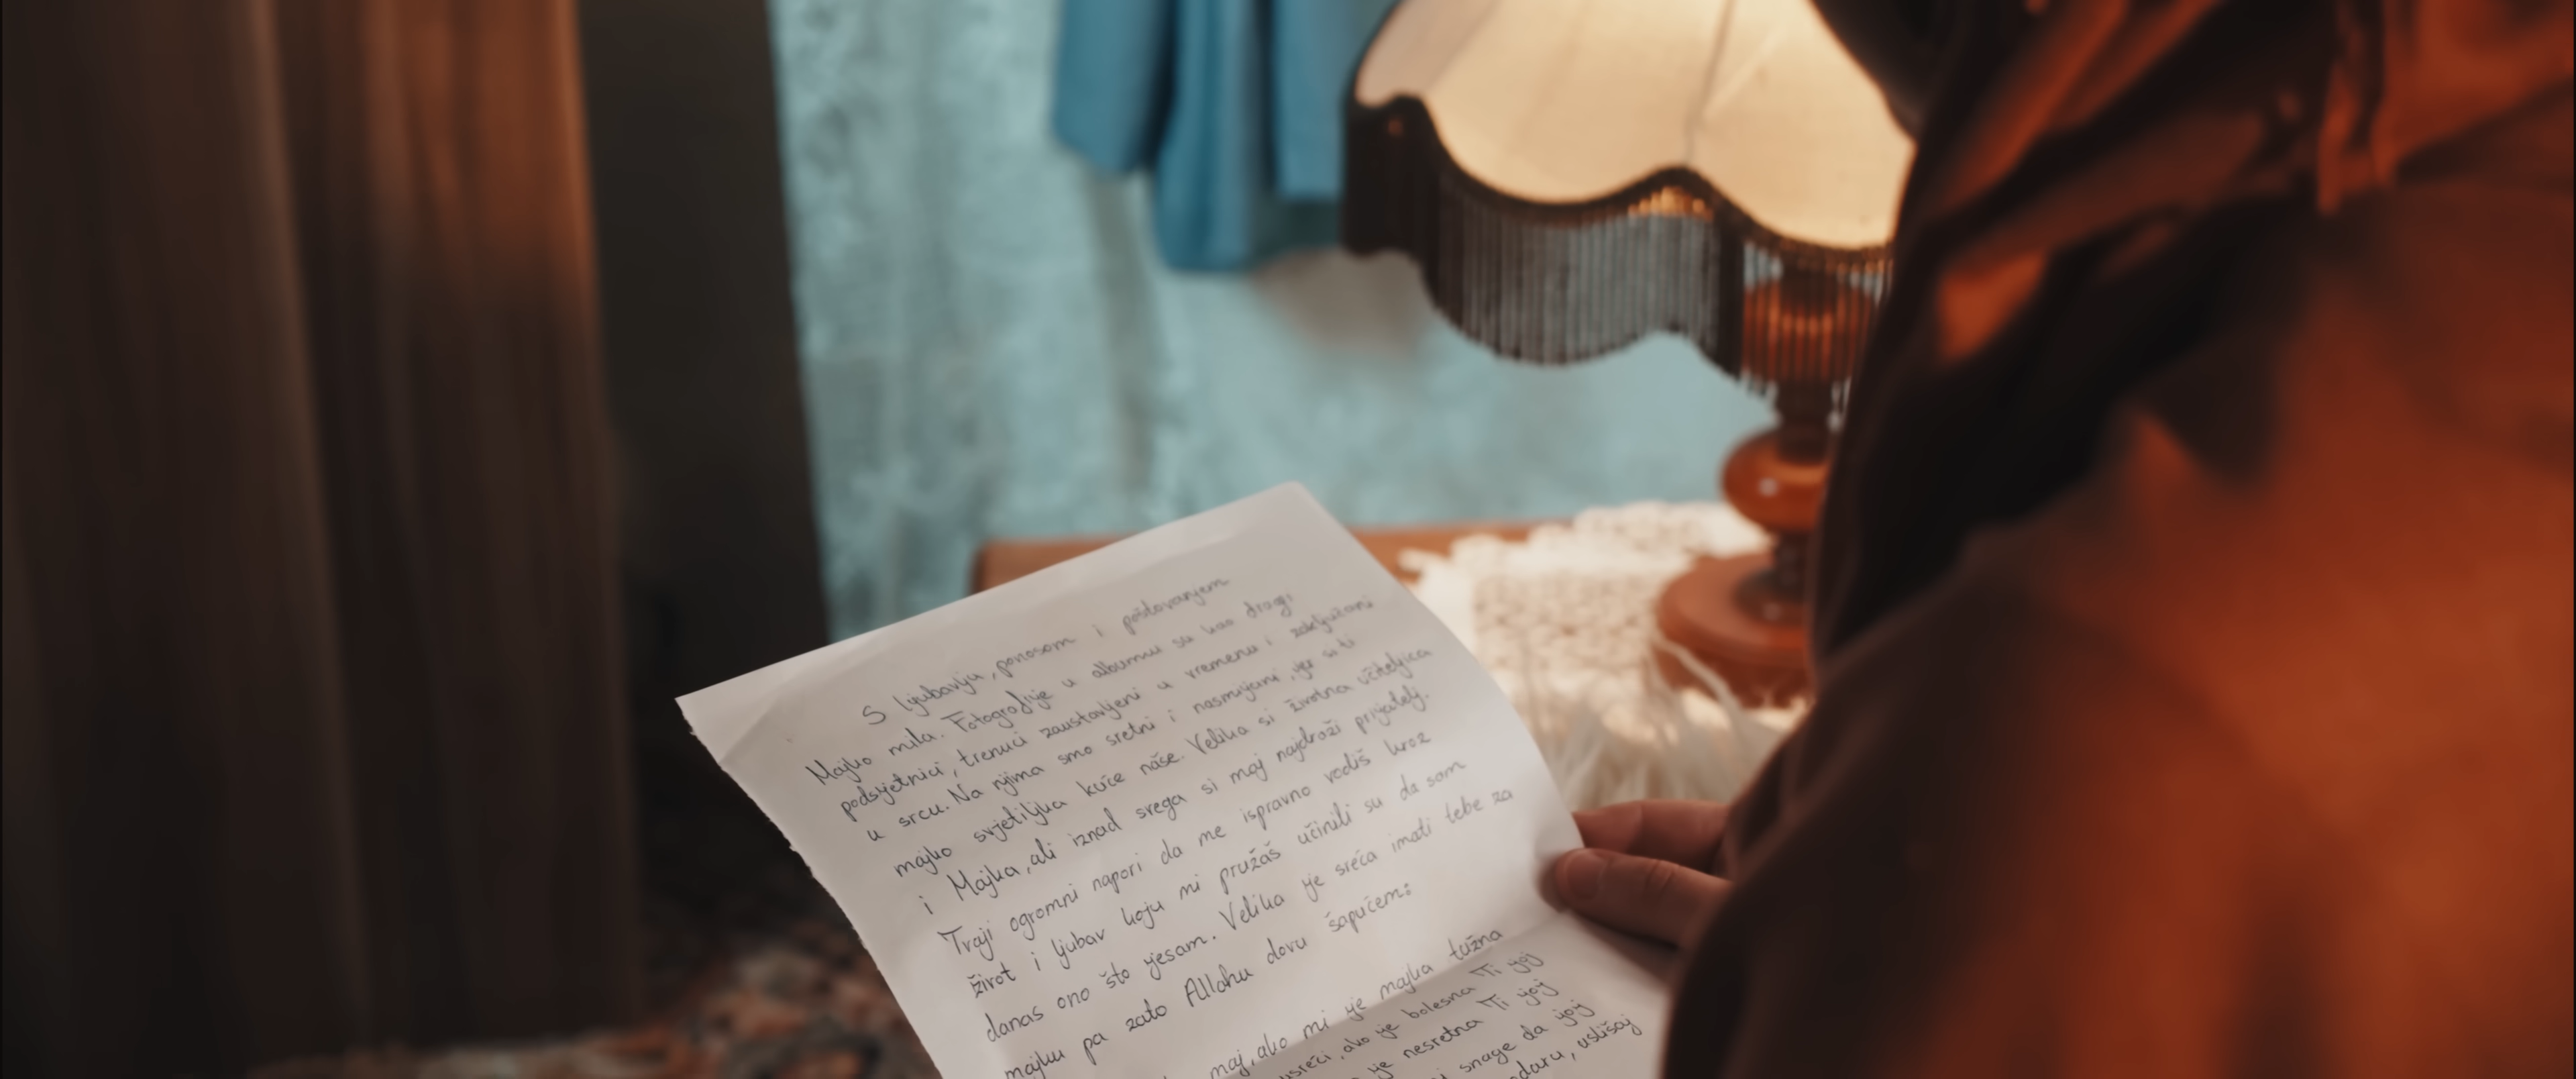 S ljubavlju, ponosom i poštovanjem
Majko mila. Fotografije u albumu su kao dragi
podsjetnici, trenuci zaustavljeni u vremenu i zaključani
u srcu. Na njima smo sretni i nasmijani, jer si ti
majko svjetiljka kuće naše. Velika si životna učiteljica
i Majka, ali iznad svega si moj najdraži prijatelj.
Tvoji ogromni napori da me ispravno vodiš kroz
život i ljubav koju mi pružaš učinili su da sam
danas ono što jesam. Velika je sreća imati tebe za
majku pa zato Allahu dovu šapućem:
moj, ako mi je majka tužna
usreći, ako je bolesna Ti joj
je nesretna Ti joj
snage da joj
uslišaj